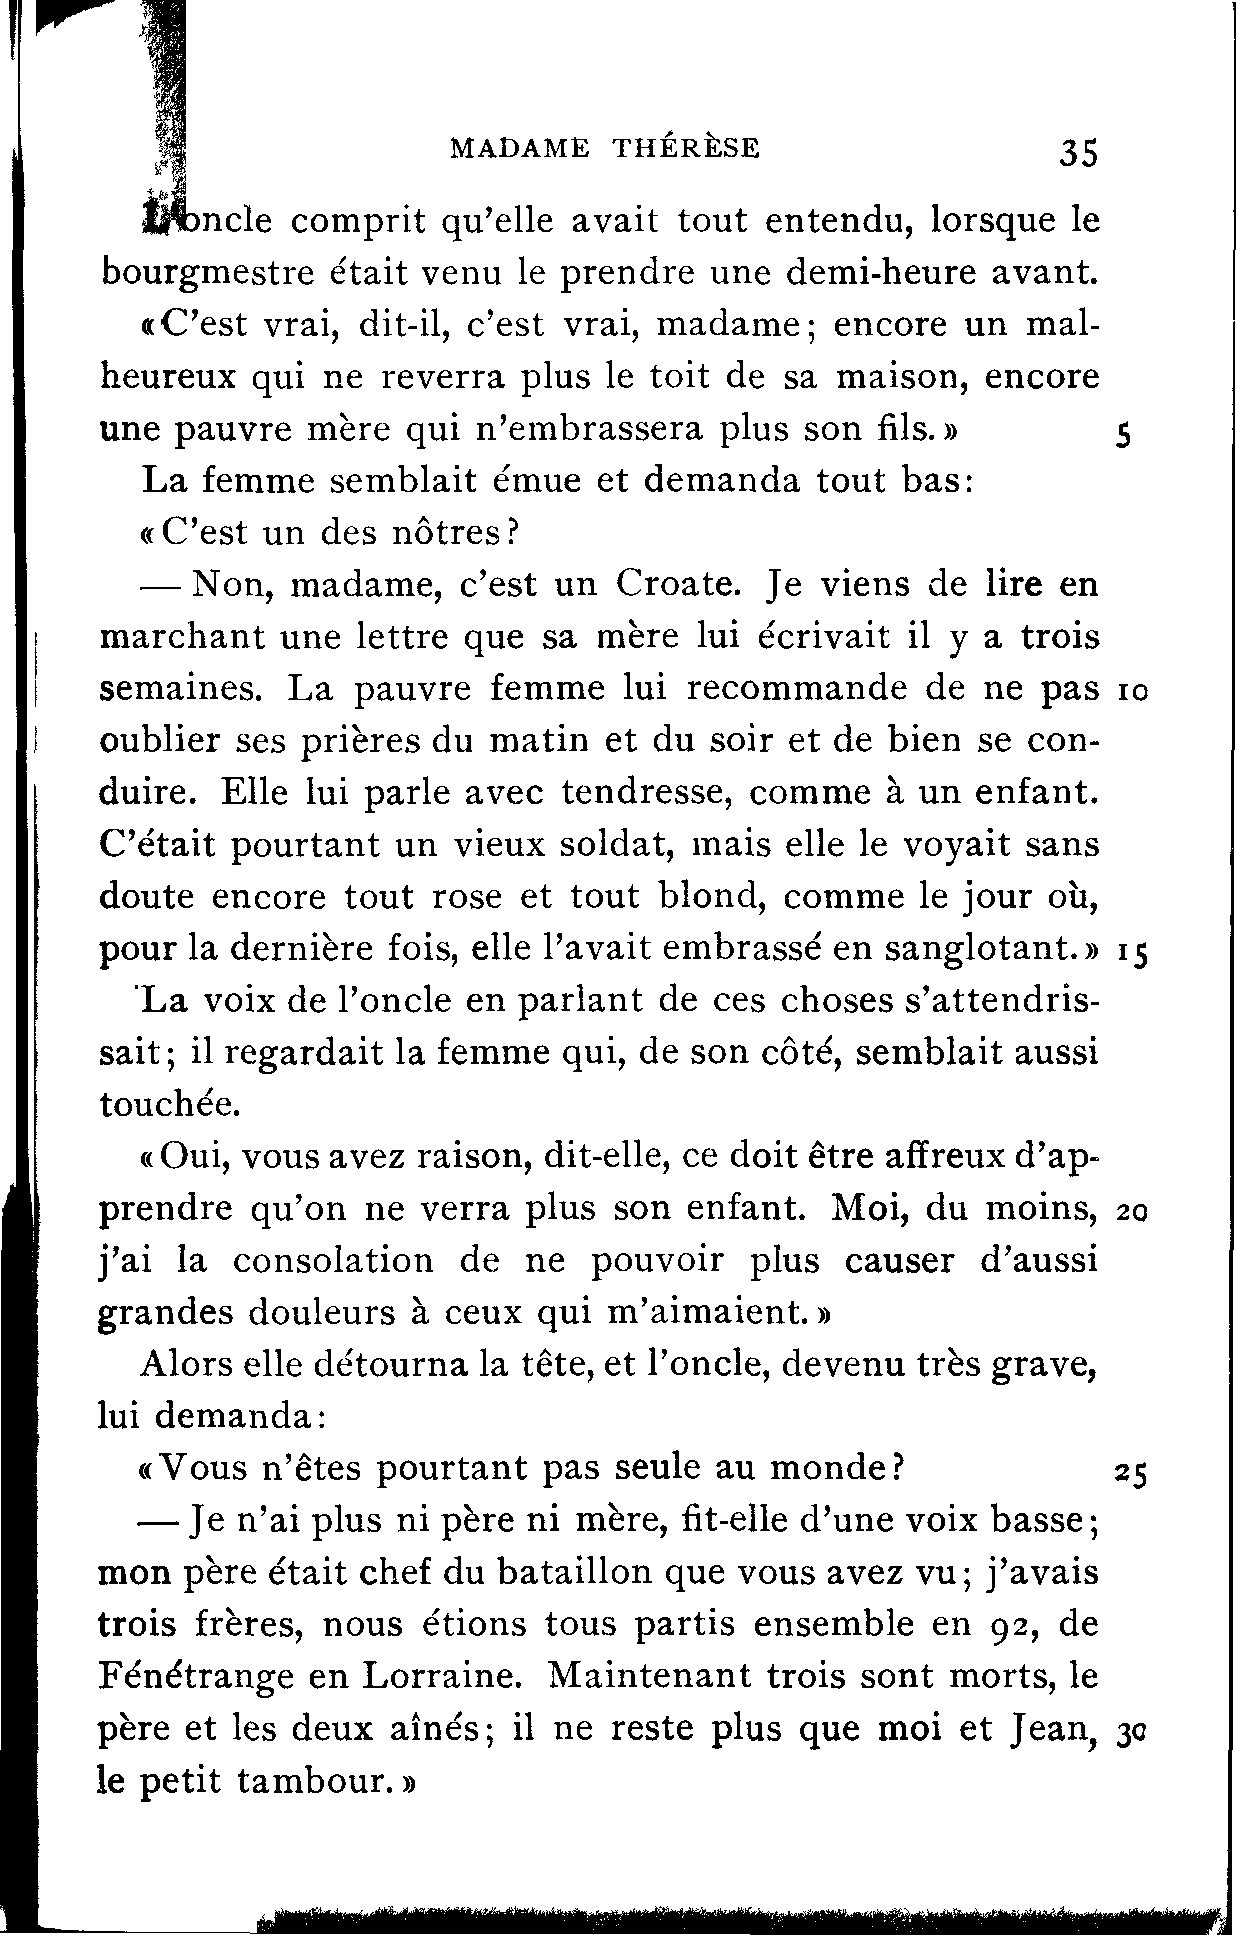 MADAME THÉRÈSE 35
L'oncle comprit qu'elle avait tout entendu, lorsque le
bourgmestre était venu le prendre une demi-heure avant.
«C'est vrai, dit-il, c'est vrai, madame; encore un mal-
heureux qui ne reverra plus le toit de sa maison, encore
une pauvre mère qui n'embrassera plus son fils.» 5
La femme semblait émue et demanda tout bas:
«C'est un des nôtres?
— Non, madame, c'est un Croate. Je viens de lire en
marchant une lettre que sa mère lui écrivait il y a trois
semaines. La pauvre femme lui recommande de ne pas 10
oublier ses prières du matin et du soir et de bien se con-
duire. Elle lui parle avec tendresse, comme à un enfant.
C'était pourtant un vieux soldat, mais elle le voyait sans
doute encore tout rose et tout blond, comme le jour où,
pour la dernière fois, elle l'avait embrassé en sanglotant.» 15
La voix de l'oncle en parlant de ces choses s'attendris-
sait; il regardait la femme qui, de son côté, semblait aussi
touchée.
«Oui, vous avez raison, dit-elle, ce doit être affreux d'ap-
prendre qu'on ne verra plus son enfant. Moi, du moins, 20
j'ai la consolation de ne pouvoir plus causer d'aussi
grandes douleurs à ceux qui m'aimaient.»
Alors elle détourna la tête, et l'oncle, devenu très grave,
lui demanda:
«Vous n'êtes pourtant pas seule au monde? 25
— Je n'ai plus ni père ni mère, fit-elle d'une voix basse;
mon père était chef du bataillon que vous avez vu; j'avais
trois frères, nous étions tous partis ensemble en 92, de
Fénétrange en Lorraine. Maintenant trois sont morts, le
père et les deux aînés; il ne reste plus que moi et Jean, 30
le petit tambour.»